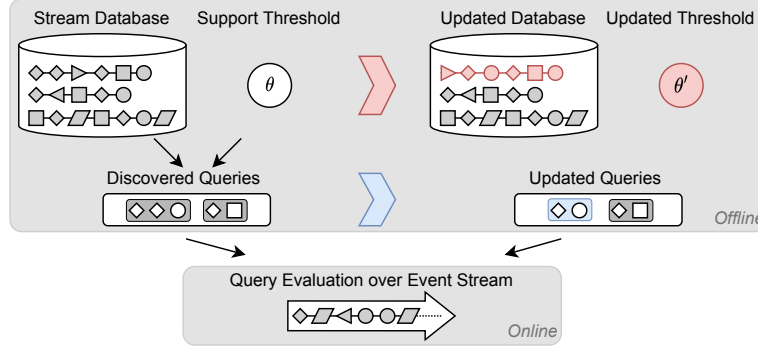 Stream Database Support Threshold Updated Database Updated Threshold
θ θ′
Discovered Queries Updated Queries
Offline
Query Evaluation over Event Stream
Online